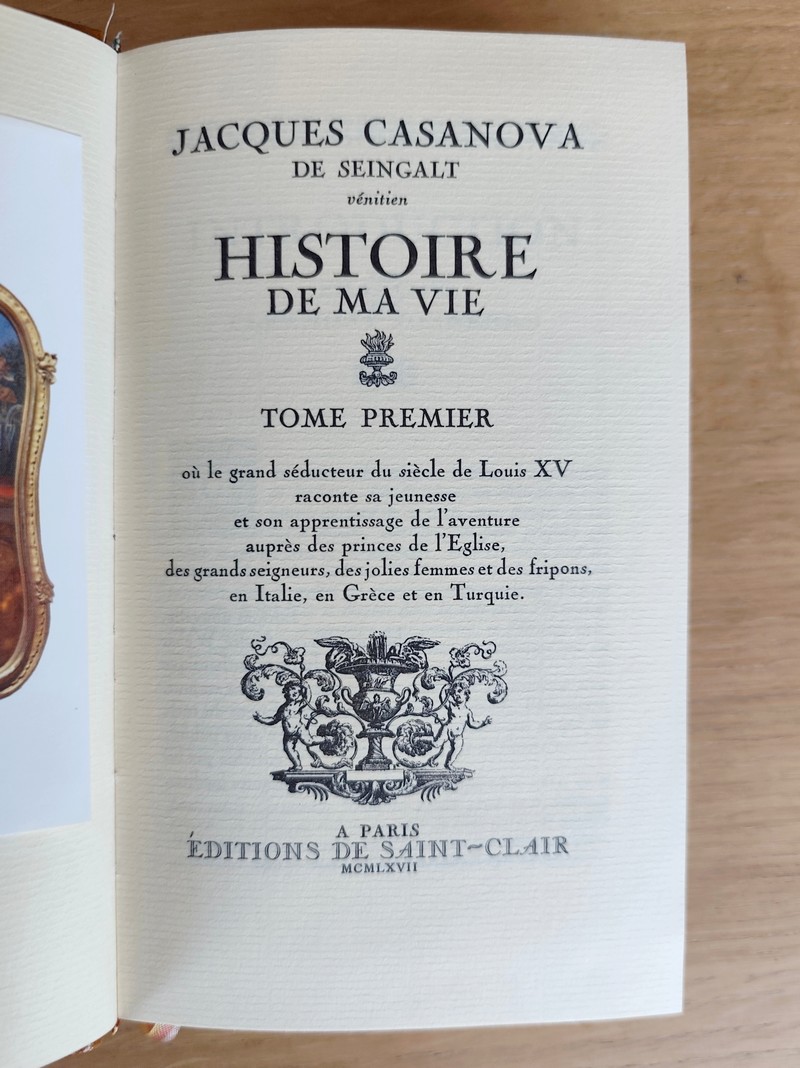 JACQUES CASANOVA
DE SEINGALT
vénitien
HISTOIRE
DE MA VIE
TOME PREMIER
où le grand séducteur du siècle de Louis XV
raconte sa jeunesse
et son apprentissage de l'aventure
auprès des princes de l'Eglise,
des grands seigneurs, des jolies femmes et des fripons,
en Italie, en Grèce et en Turquie.
A PARIS
ÉDITIONS DE SAINT-CLAIR
MCMLXVII